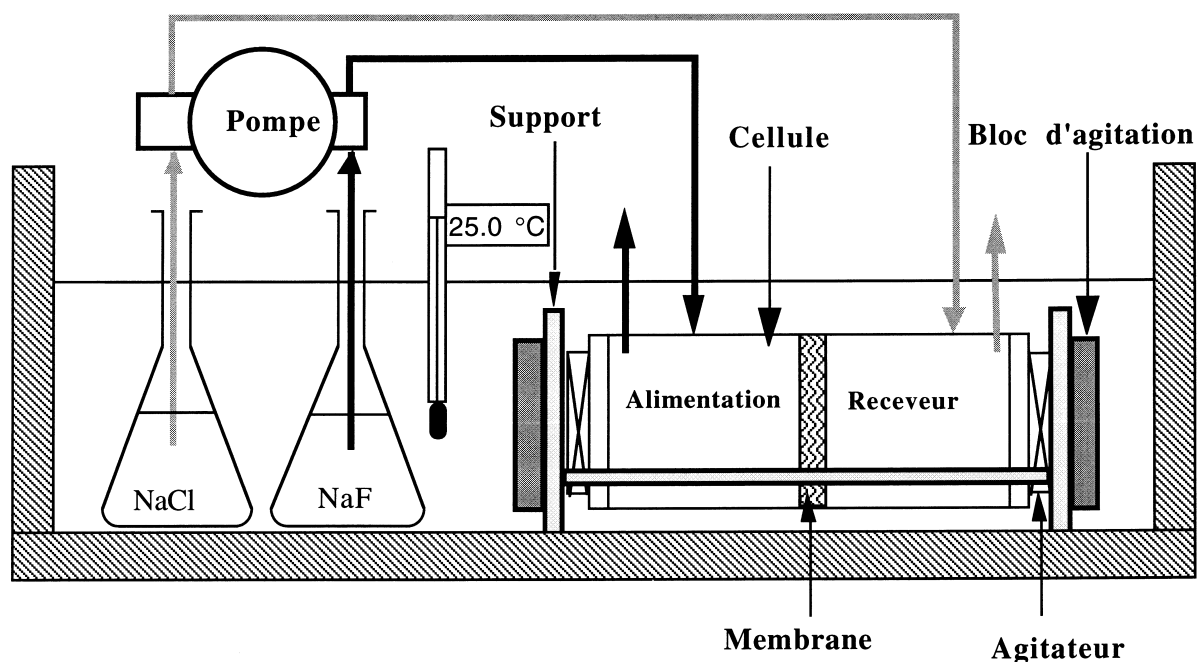 Pompe
Support
Cellule
Bloc d'agitation
25.0 °C
Alimentation
Receveur
NaCl
NaF
Membrane
Agitateur